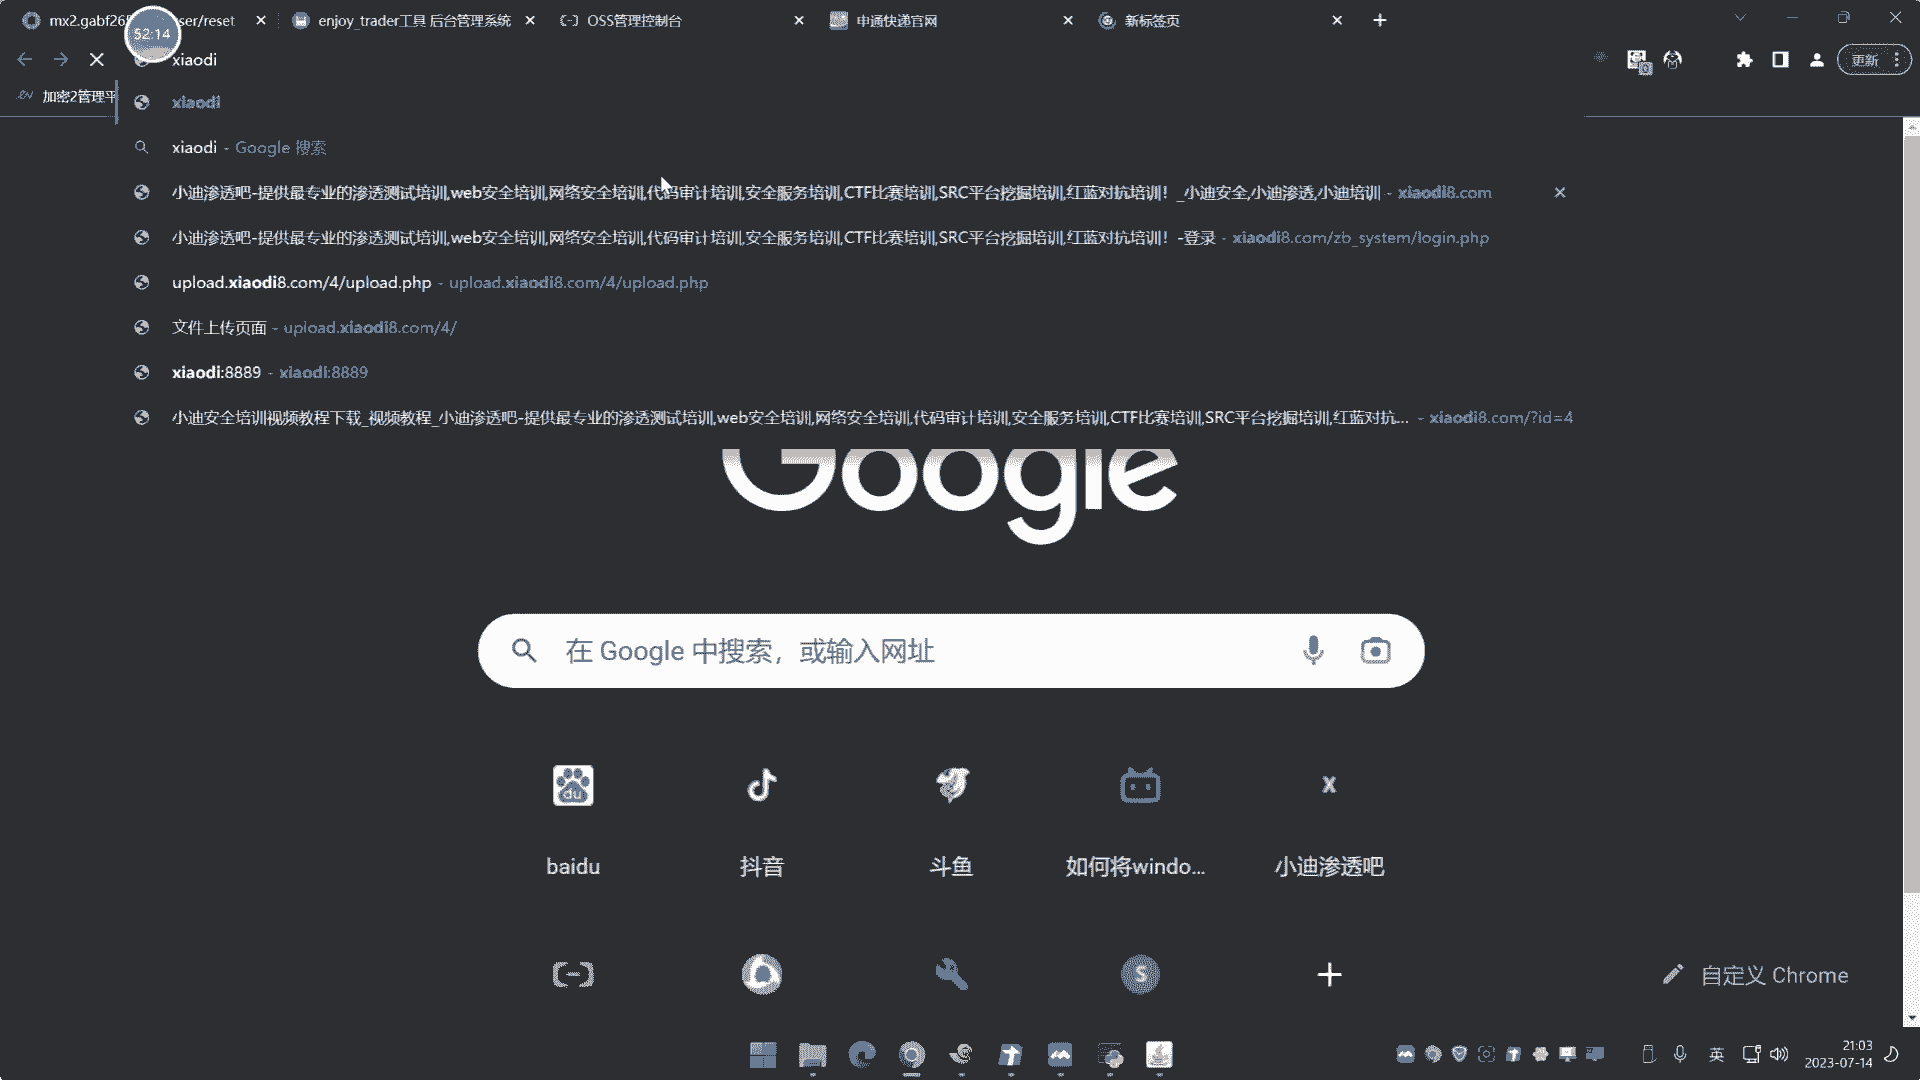 mx2.gabf26 ser/reset
enjoy_trader工具 后台管理系统
OSS管理控制台
申通快递官网
新标签页
52:14
xiaodi
更新
加密2管理平
xiaodi
xiaodi - Google 搜索
小迪渗透吧-提供最专业的渗透测试培训,web安全培训,网络安全培训,代码审计培训,安全服务培训,CTF比赛培训,SRC平台挖掘培训,红蓝对抗培训！_小迪安全,小迪渗透,小迪培训 - xiaodi8.com
小迪渗透吧-提供最专业的渗透测试培训,web安全培训,网络安全培训,代码审计培训,安全服务培训,CTF比赛培训,SRC平台挖掘培训,红蓝对抗培训！-登录 - xiaodi8.com/zb_system/login.php
upload.xiaodi8.com/4/upload.php - upload.xiaodi8.com/4/upload.php
文件上传页面 - upload.xiaodi8.com/4/
xiaodi:8889 - xiaodi:8889
小迪安全培训视频教程下载_视频教程_小迪渗透吧-提供最专业的渗透测试培训,web安全培训,网络安全培训,代码审计培训,安全服务培训,CTF比赛培训,SRC平台挖掘培训,红蓝对抗... - xiaodi8.com/?id=4
Google
在 Google 中搜索，或输入网址
du
X
baidu
抖音
斗鱼
如何将windo...
小迪渗透吧
S
自定义 Chrome
英
21:03
2023-07-14